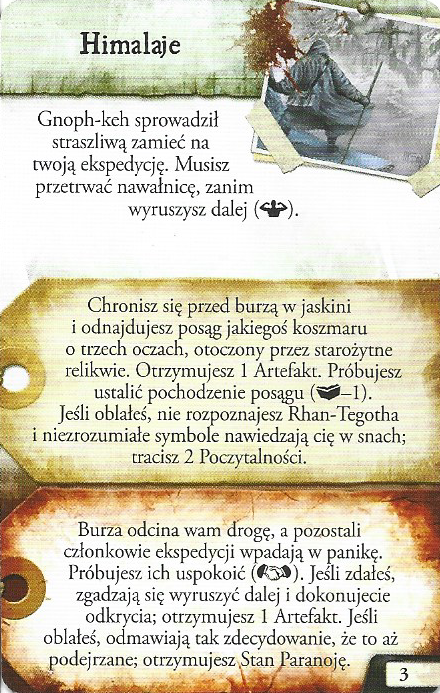 Himalaje
Gnoph-keh sprowadził
straszliwą zamieć na
twoją ekspedycję. Musisz
przetrwać nawałnicę, zanim
wyruszysz dalej ( ).
Chronisz się przed burzą w jaskini
i odnajdujesz posąg jakiegoś koszmaru
o trzech oczach, otoczony przez starożytne
relikwie. Otrzymujesz 1 Artefakt. Próbujesz
ustalić pochodzenie posągu ( –1).
Jeśli oblałeś, nie rozpoznajesz Rhan-Tegotha
i niezrozumiałe symbole nawiedzają cię w snach;
tracisz 2 Poczytalności.
Burza odcina wam drogę, a pozostali
członkowie ekspedycji wpadają w panikę.
Próbujesz ich uspokoić ( ). Jeśli zdałeś,
zgadzają się wyruszyć dalej i dokonujecie
odkrycia; otrzymujesz 1 Artefakt. Jeśli
oblałeś, odmawiają tak zdecydowanie, że to aż
podejrzane; otrzymujesz Stan Paranoję.
3